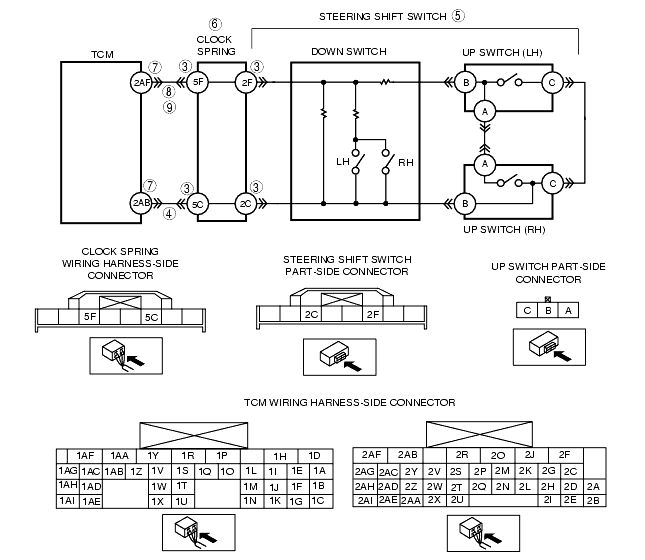 STEERING SHIFT SWITCH ⑤
⑥
CLOCK
SPRING
TCM
DOWN SWITCH
UP SWITCH (LH)
⑦ ③ ③
2AF 5F 2F B C
⑧
⑨
A
A
LH RH
⑦ ③ ③
C
2AB 5C 2C B
④
UP SWITCH (RH)
CLOCK SPRING
WIRING HARNESS-SIDE
CONNECTOR
5F 5C
STEERING SHIFT SWITCH
PART-SIDE CONNECTOR
2C 2F
UP SWITCH PART-SIDE
CONNECTOR
C B A
TCM WIRING HARNESS-SIDE CONNECTOR
1AF 1AA 1Y 1R 1P 1H 1D
1AG 1AC 1AB 1Z 1V 1S 1Q 1O 1L 1I 1E 1A
1AH 1AD 1W 1T 1M 1J 1F 1B
1AI 1AE 1X 1U 1N 1K 1G 1C
2AF 2AB 2R 2O 2J 2F
2AG 2AC 2Y 2V 2S 2P 2M 2K 2G 2C
2AH 2AD 2Z 2W 2T 2Q 2N 2L 2H 2D 2A
2AI 2AE 2AA 2X 2U 2I 2E 2B